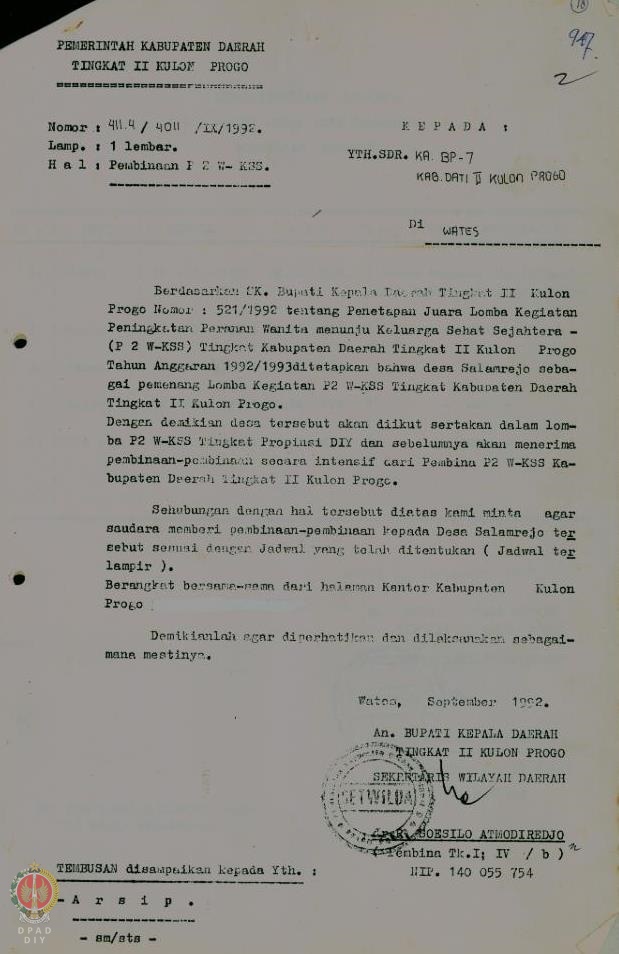 18
947.
2
PEMERINTAH KABUPATEN DAERAH
TINGKAT II KULON PROGO
Nomor : 411.4 / 4011 /IX/1992.
Lamp. : 1 lembar.
H a l : Pembinaan P 2 W- KSS.
K E P A D A :
YTH.SDR. KA. BP-7
KAB.DATI II KULON PROGO
Di WATES
Berdasarkan SK. Bupati Kepala Daerah Tingkat II Kulon
Progo Nomor : 521/1992 tentang Penetapan Juara Lomba Kegiatan
Peningkatan Peranan Wanita menunju Keluarga Sehat Sejahtera -
(P 2 W-KSS) Tingkat Kabupaten Daerah Tingkat II Kulon Progo
Tahun Anggaran 1992/1993ditetapkan bahwa desa Salamrejo seba-
gai pemenang Lomba Kegiatan P2 W-KSS Tingkat Kabupaten Daerah
Tingkat II Kulon Progo.
Dengan demikian desa tersebut akan diikut sertakan dalam lom-
ba P2 W-KSS Tingkat Propinsi DIY dan sebelumnya akan menerima
pembinaan-pembinaan secara intensif dari Pembina P2 W-KSS Ka-
bupaten Daerah Tingkat II Kulon Progo.
Sehubungan dengan hal tersebut diatas kami minta agar
saudara memberi pembinaan-pembinaan kepada Desa Salamrejo ter
sebut sesuai dengan Jadwal yang telah ditentukan ( Jadwal ter
lampir ).
Berangkat bersama-sama dari halaman Kantor Kabupaten Kulon
Progo
Demikianlah agar diperhatikan dan dilaksanakan sebagai-
mana mestinya.
Wates, September 1992.
An. BUPATI KEPALA DAERAH
TINGKAT II KULON PROGO
SEKRETARIS WILAYAH DAERAH
SETWILDA
SOESILO ATMODIREDJO
( Pembina Tk.I; IV / b )
NIP. 140 055 754
TEMBUSAN disampaikan kepada Yth. :
- A r s i p .
- sm/sts -
DPAD
DIY